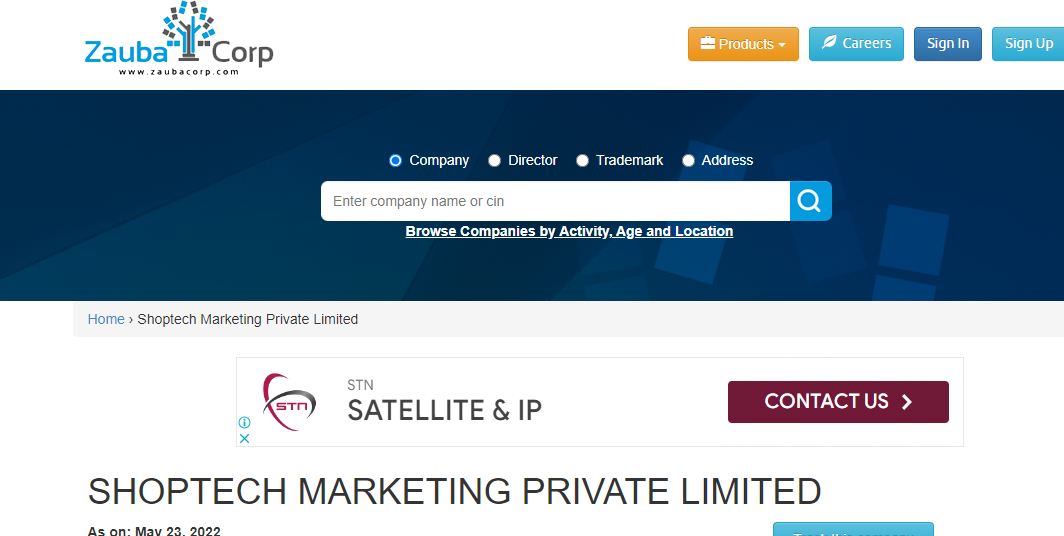 Zauba Corp
www.zaubacorp.com
Products
Careers
Sign In
Sign Up
Company
Director
Trademark
Address
Enter company name or cin
Browse Companies by Activity, Age and Location
Home › Shoptech Marketing Private Limited
STN
STN
SATELLITE & IP
CONTACT US
SHOPTECH MARKETING PRIVATE LIMITED
As on: May 23, 2022